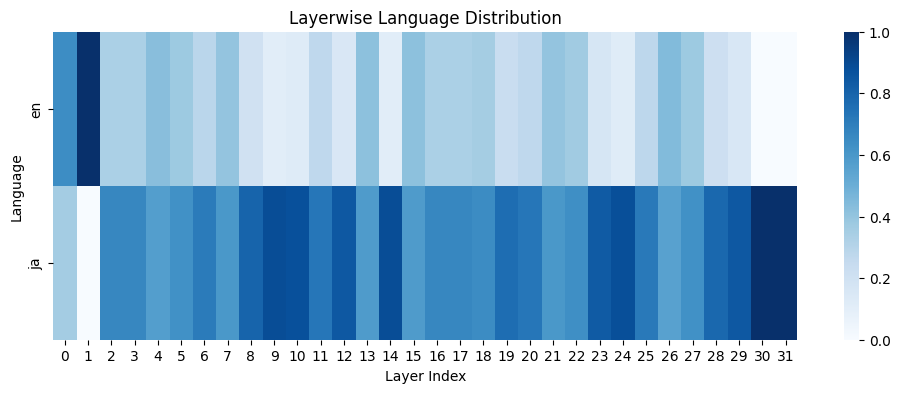 Layerwise Language Distribution
en
ja
Language
0 1 2 3 4 5 6 7 8 9 10 11 12 13 14 15 16 17 18 19 20 21 22 23 24 25 26 27 28 29 30 31
Layer Index
1.0
0.8
0.6
0.4
0.2
0.0